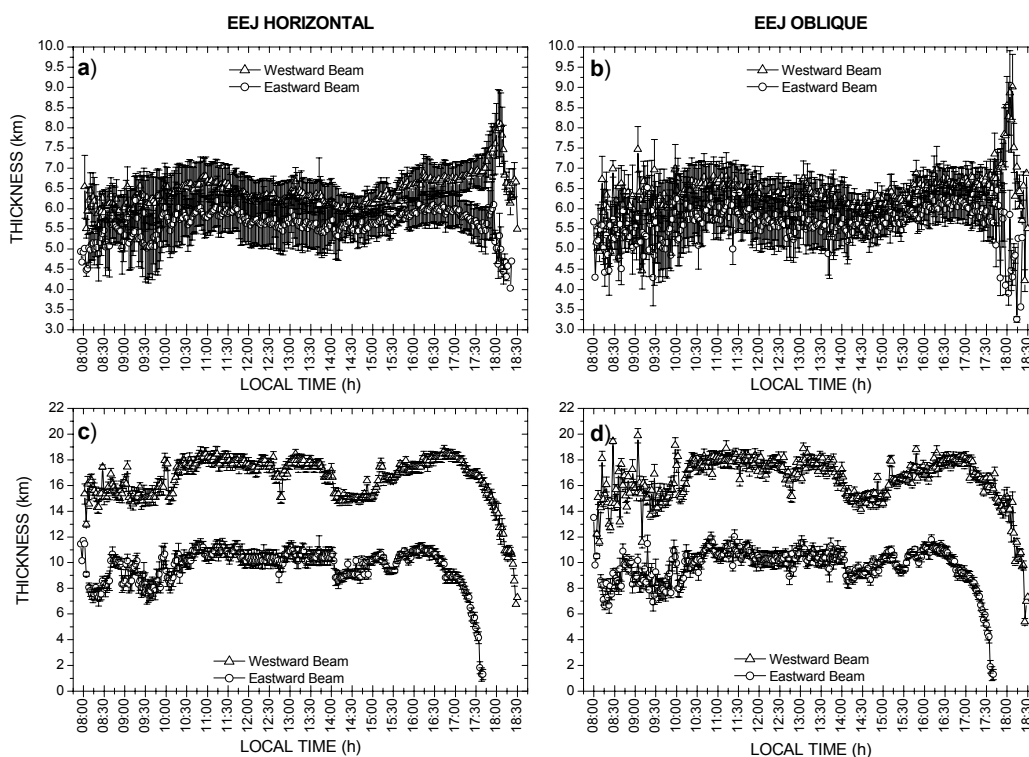 EEJ HORIZONTAL
EEJ OBLIQUE
a)
Westward Beam
Eastward Beam
THICKNESS (km)
10.0
9.5
9.0
8.5
8.0
7.5
7.0
6.5
6.0
5.5
5.0
4.5
4.0
3.5
3.0
08:00 08:30 09:00 09:30 10:00 10:30 11:00 11:30 12:00 12:30 13:00 13:30 14:00 14:30 15:00 15:30 16:00 16:30 17:00 17:30 18:00 18:30
LOCAL TIME (h)
b)
Westward Beam
Eastward Beam
THICKNESS (km)
10.0
9.5
9.0
8.5
8.0
7.5
7.0
6.5
6.0
5.5
5.0
4.5
4.0
3.5
3.0
08:00 08:30 09:00 09:30 10:00 10:30 11:00 11:30 12:00 12:30 13:00 13:30 14:00 14:30 15:00 15:30 16:00 16:30 17:00 17:30 18:00 18:30
LOCAL TIME (h)
c)
THICKNESS (km)
22
20
18
16
14
12
10
8
6
4
2
0
Westward Beam
Eastward Beam
08:00 08:30 09:00 09:30 10:00 10:30 11:00 11:30 12:00 12:30 13:00 13:30 14:00 14:30 15:00 15:30 16:00 16:30 17:00 17:30 18:00 18:30
LOCAL TIME (h)
d)
THICKNESS (km)
22
20
18
16
14
12
10
8
6
4
2
0
Westward Beam
Eastward Beam
08:00 08:30 09:00 09:30 10:00 10:30 11:00 11:30 12:00 12:30 13:00 13:30 14:00 14:30 15:00 15:30 16:00 16:30 17:00 17:30 18:00 18:30
LOCAL TIME (h)